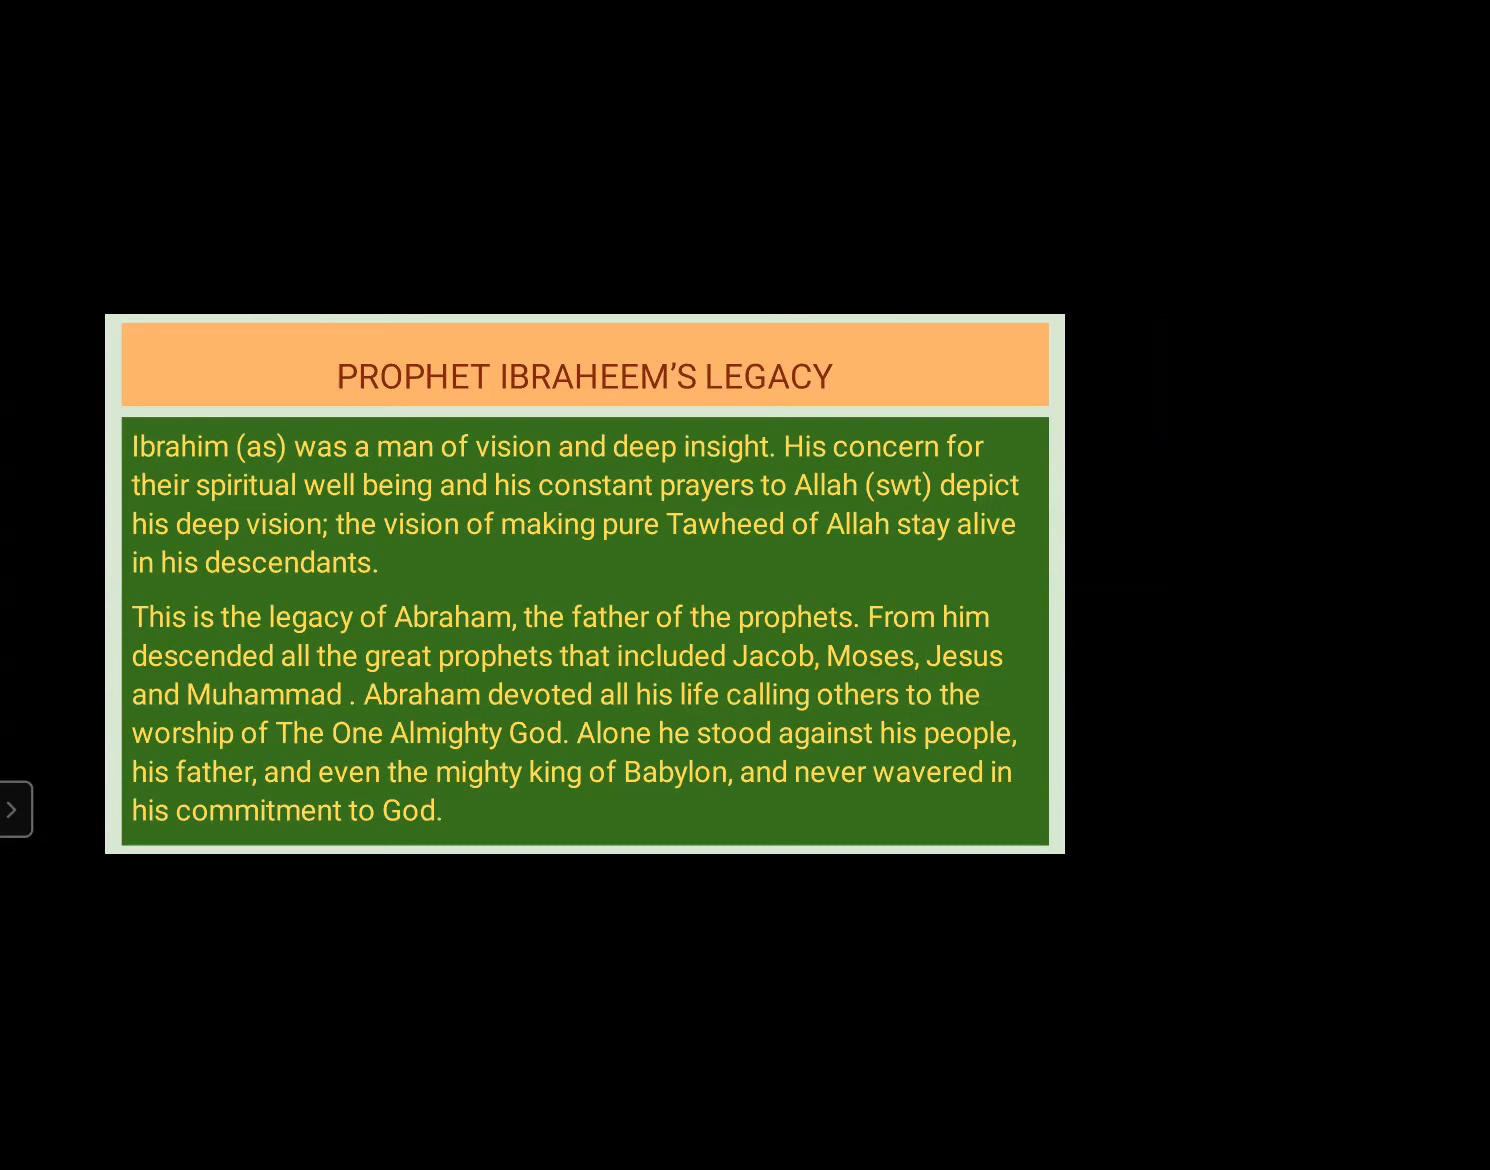 PROPHET IBRAHEEM’S LEGACY
Ibrahim (as) was a man of vision and deep insight. His concern for
their spiritual well being and his constant prayers to Allah (swt) depict
his deep vision; the vision of making pure Tawheed of Allah stay alive
in his descendants.
This is the legacy of Abraham, the father of the prophets. From him
descended all the great prophets that included Jacob, Moses, Jesus
and Muhammad . Abraham devoted all his life calling others to the
worship of The One Almighty God. Alone he stood against his people,
his father, and even the mighty king of Babylon, and never wavered in
his commitment to God.